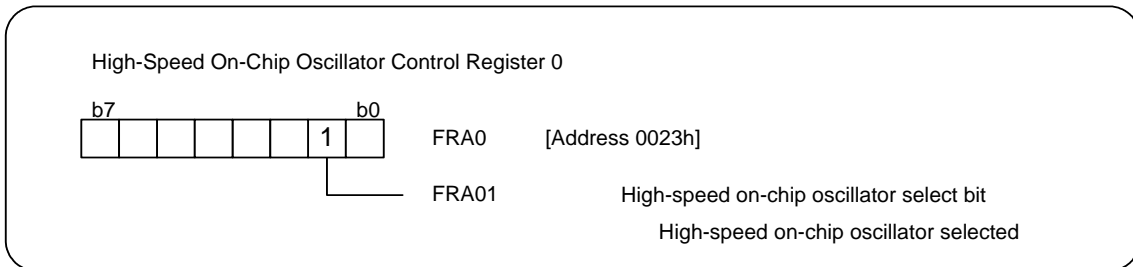 High-Speed On-Chip Oscillator Control Register 0
b7 b0
1 FRA0 [Address 0023h]
FRA01 High-speed on-chip oscillator select bit
High-speed on-chip oscillator selected